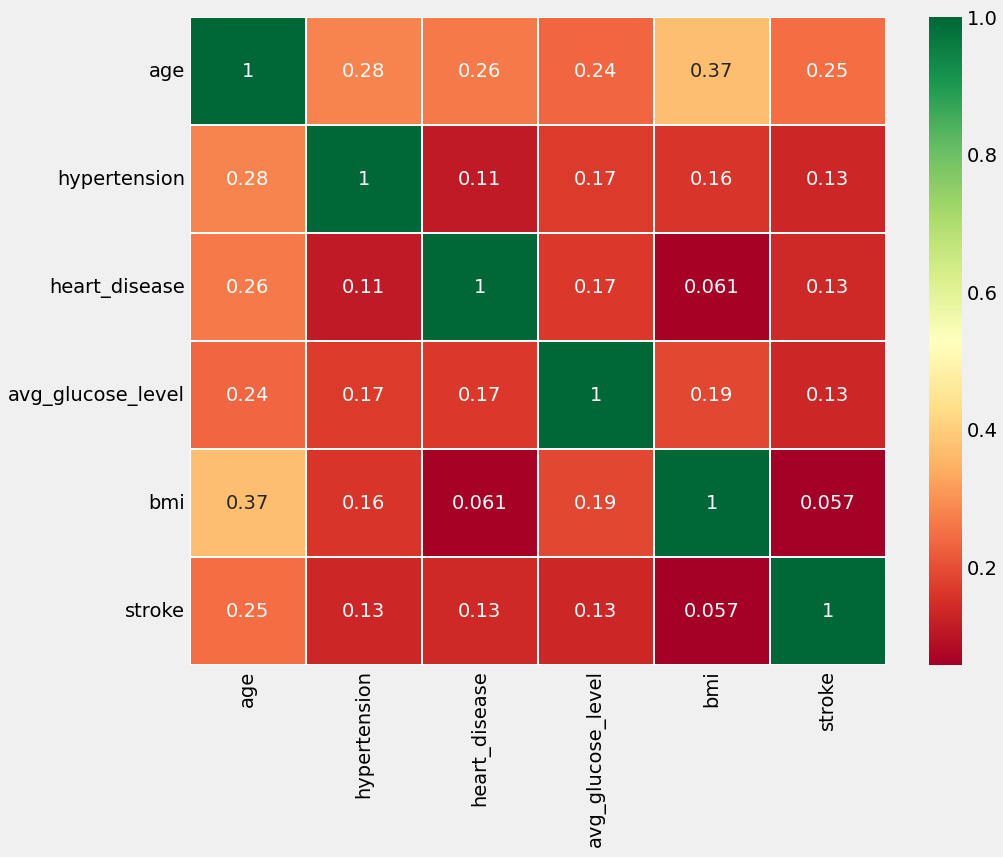 age 1 0.28 0.26 0.24 0.37 0.25
hypertension 0.28 1 0.11 0.17 0.16 0.13
heart_disease 0.26 0.11 1 0.17 0.061 0.13
avg_glucose_level 0.24 0.17 0.17 1 0.19 0.13
bmi 0.37 0.16 0.061 0.19 1 0.057
stroke 0.25 0.13 0.13 0.13 0.057 1
age
hypertension
heart_disease
avg_glucose_level
bmi
stroke
1.0
0.8
0.6
0.4
0.2